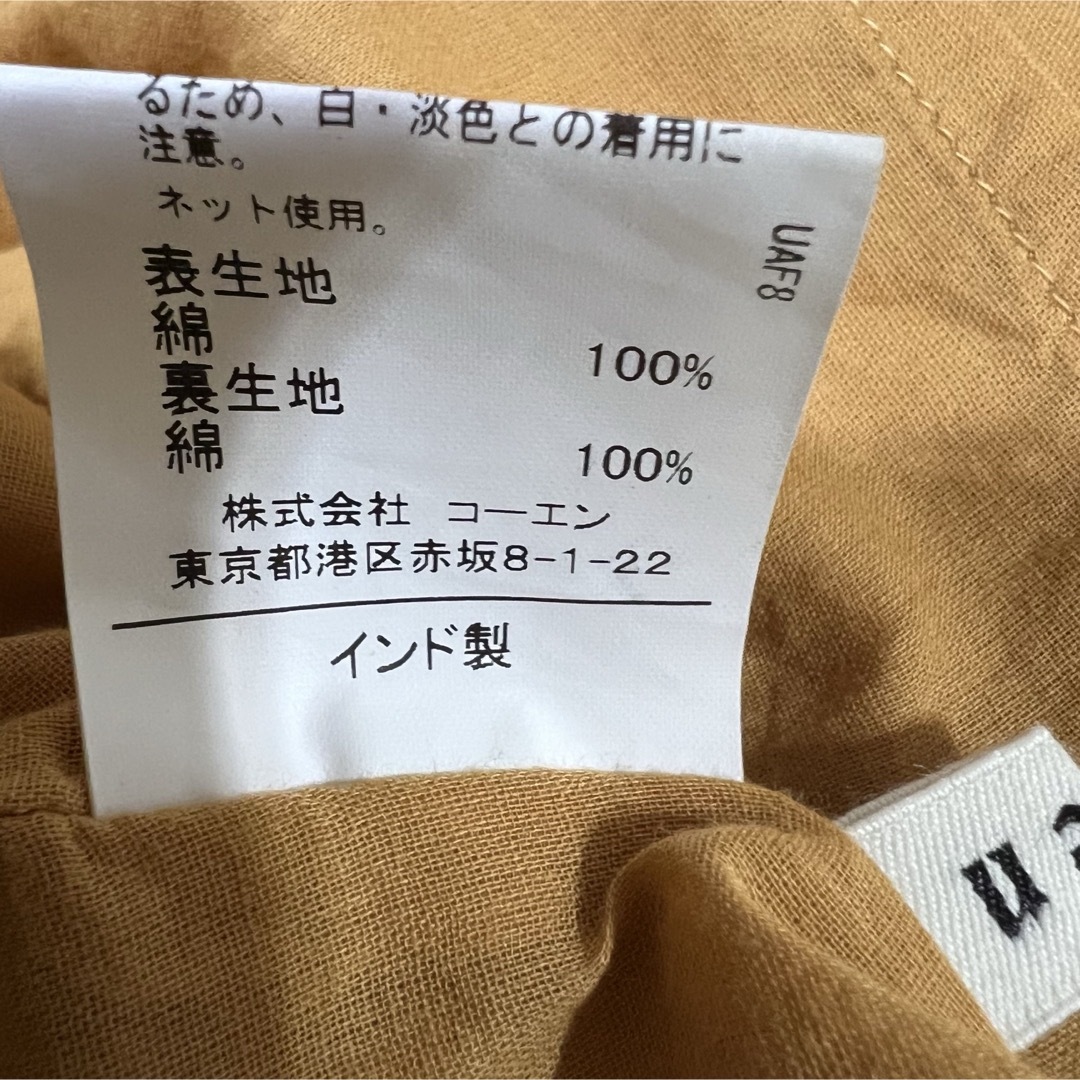 るため、白・淡色との着用に
注意。
ネット使用。
表生地
綿 100%
裏生地
綿 100%
株式会社 コーエン
東京都港区赤坂8-1-22
インド製
UAF8